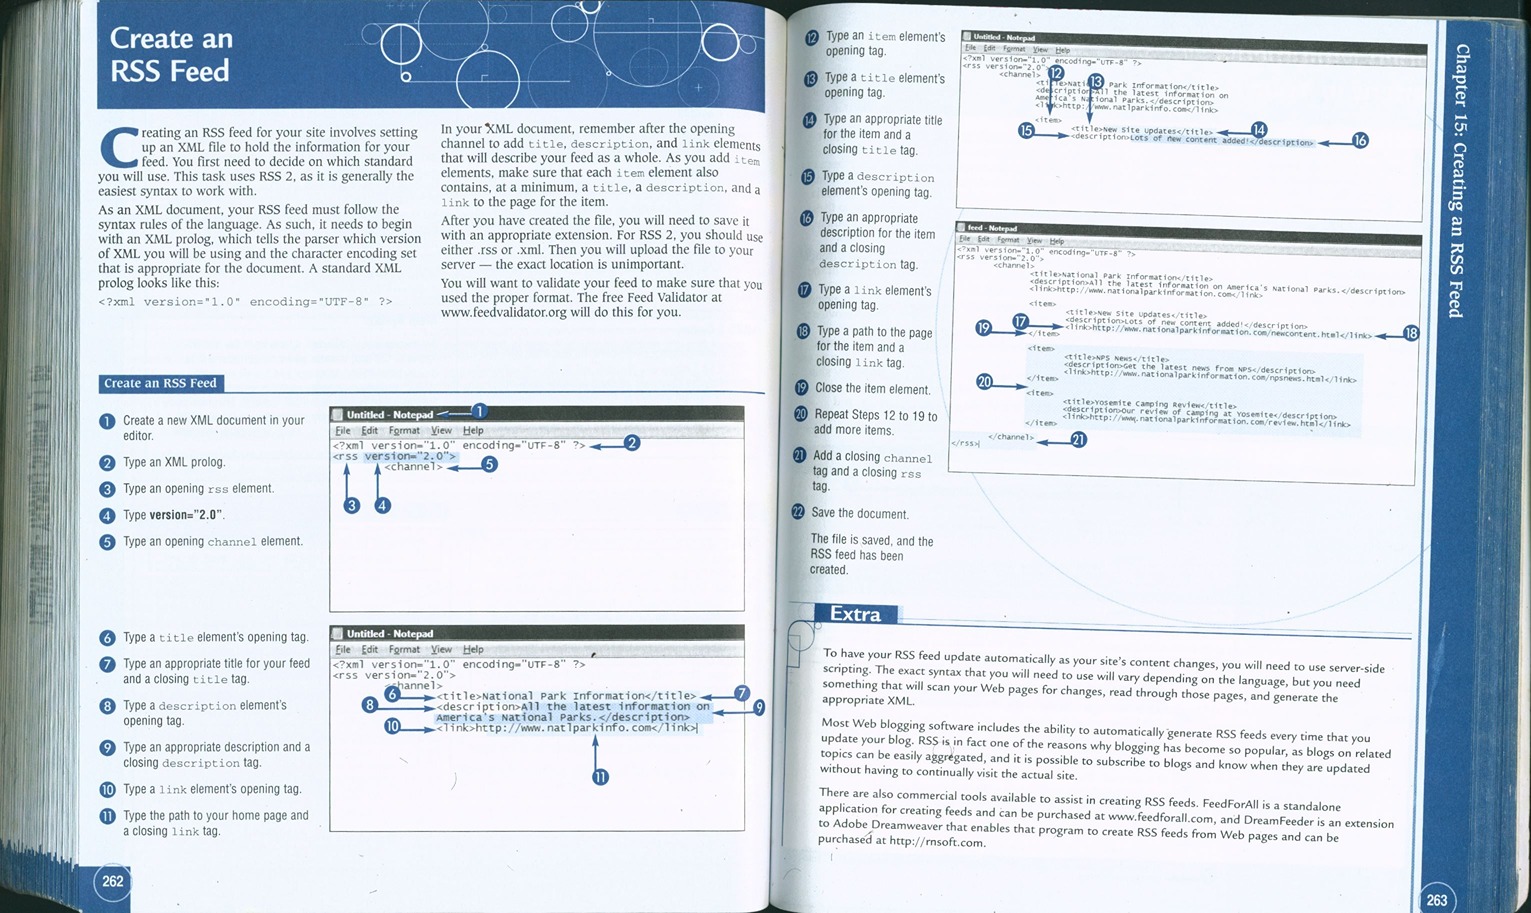 Create an
RSS Feed
Creating an RSS feed for your site involves setting
up an XML file to hold the information for your
feed. You first need to decide on which standard
you will use. This task uses RSS 2, as it is generally the
easiest syntax to work with.
As an XML document, your RSS feed must follow the
syntax rules of the language. As such, it needs to begin
with an XML prolog, which tells the parser which version
of XML you will be using and the character encoding set
that is appropriate for the document. A standard XML
prolog looks like this:
<?xml version="1.0" encoding="UTF-8" ?>
In your XML document, remember after the opening
channel to add title, description, and link elements
that will describe your feed as a whole. As you add item
elements, make sure that each item element also
contains, at a minimum, a title, a description, and a
link to the page for the item.
After you have created the file, you will need to save it
with an appropriate extension. For RSS 2, you should use
either .rss or .xml. Then you will upload the file to your
server — the exact location is unimportant.
You will want to validate your feed to make sure that you
used the proper format. The free Feed Validator at
www.feedvalidator.org will do this for you.
Create an RSS Feed
1 Create a new XML document in your
editor.
2 Type an XML prolog.
3 Type an opening rss element.
4 Type version="2.0".
5 Type an opening channel element.
Untitled - Notepad 1
File Edit Format View Help
<?xml version="1.0" encoding="UTF-8" ?> 2
<rss version="2.0">
<channel> 5
3 4
6 Type a title element's opening tag.
7 Type an appropriate title for your feed
and a closing title tag.
8 Type a description element's
opening tag.
9 Type an appropriate description and a
closing description tag.
10 Type a link element's opening tag.
11 Type the path to your home page and
a closing link tag.
Untitled - Notepad
File Edit Format View Help
<?xml version="1.0" encoding="UTF-8" ?>
<rss version="2.0">
<channel>
6 <title>National Park Information</title> 7
8 <description>All the latest information on
America's National Parks.</description> 9
10 <link>http://www.natlparkinfo.com</link>
11
262
12 Type an item element's
opening tag.
13 Type a title element's
opening tag.
14 Type an appropriate title
for the item and a
closing title tag.
15 Type a description
element's opening tag.
16 Type an appropriate
description for the item
and a closing
description tag.
17 Type a link element's
opening tag.
18 Type a path to the page
for the item and a
closing link tag.
19 Close the item element.
20 Repeat Steps 12 to 19 to
add more items.
21 Add a closing channel
tag and a closing rss
tag.
22 Save the document.
The file is saved, and the
RSS feed has been
created.
Untitled - Notepad
File Edit Format View Help
<?xml version="1.0" encoding="UTF-8" ?>
<rss version="2.0">
<channel> 12
<title>National Park Information</title> 13
<description>All the latest information on
America's National Parks.</description>
<link>http://www.natlparkinfo.com</link>
<item>
15 <title>New Site Updates</title> 14
<description>Lots of new content added!</description> 16
feed - Notepad
File Edit Format View Help
<?xml version="1.0" encoding="UTF-8" ?>
<rss version="2.0">
<channel>
<title>National Park Information</title>
<description>All the latest information on America's National Parks.</description>
<link>http://www.nationalparkinformation.com</link>
<item>
<title>New Site Updates</title>
17 <description>Lots of new content added!</description>
19 <link>http://www.nationalparkinformation.com/newcontent.html</link> 18
</item>
<item>
<title>NPS News</title>
<description>Get the latest news from NPS</description>
<link>http://www.nationalparkinformation.com/npsnews.html</link>
20 </item>
<item>
<title>Yosemite Camping Review</title>
<description>Our review of camping at Yosemite</description>
<link>http://www.nationalparkinformation.com/review.html</link>
</item>
</channel> 21
</rss>
Extra
To have your RSS feed update automatically as your site's content changes, you will need to use server-side
scripting. The exact syntax that you will need to use will vary depending on the language, but you need
something that will scan your Web pages for changes, read through those pages, and generate the
appropriate XML.
Most Web blogging software includes the ability to automatically generate RSS feeds every time that you
update your blog. RSS is in fact one of the reasons why blogging has become so popular, as blogs on related
topics can be easily aggregated, and it is possible to subscribe to blogs and know when they are updated
without having to continually visit the actual site.
There are also commercial tools available to assist in creating RSS feeds. FeedForAll is a standalone
application for creating feeds and can be purchased at www.feedforall.com, and DreamFeeder is an extension
to Adobe Dreamweaver that enables that program to create RSS feeds from Web pages and can be
purchased at http://rnsoft.com.
Chapter 15: Creating an RSS Feed
263